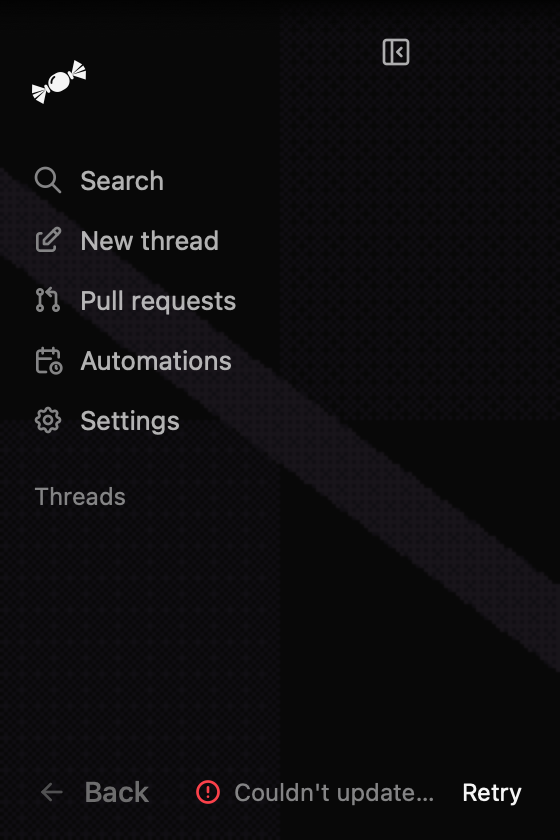 Search
New thread
Pull requests
Automations
Settings
Threads
Back
Couldn't update...
Retry